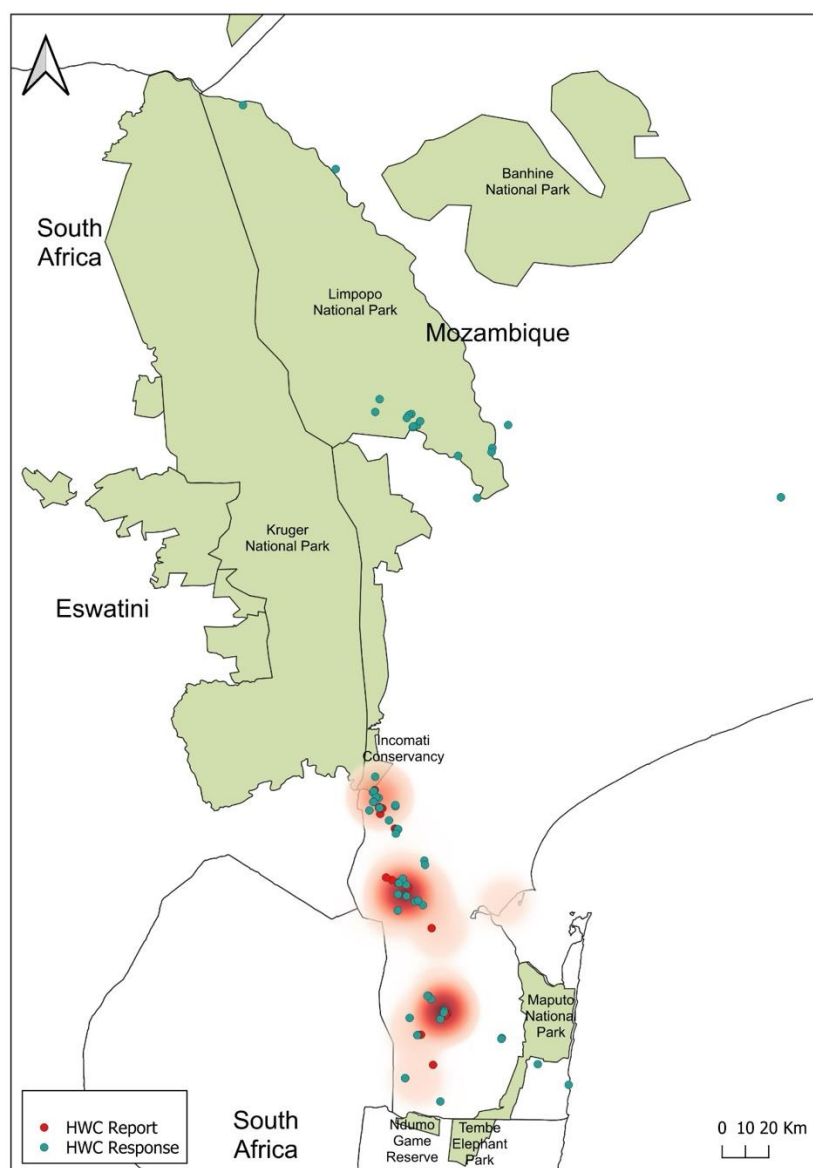 Banhine
National Park
South
Africa
Limpopo
National Park
Mozambique
Kruger
National Park
Eswatini
Incomati
Conservancy
Maputo
National
Park
HWC Report
HWC Response
South
Africa
Ndumo
Game
Reserve
Tembe
Elephant
Park
0 10 20 Km